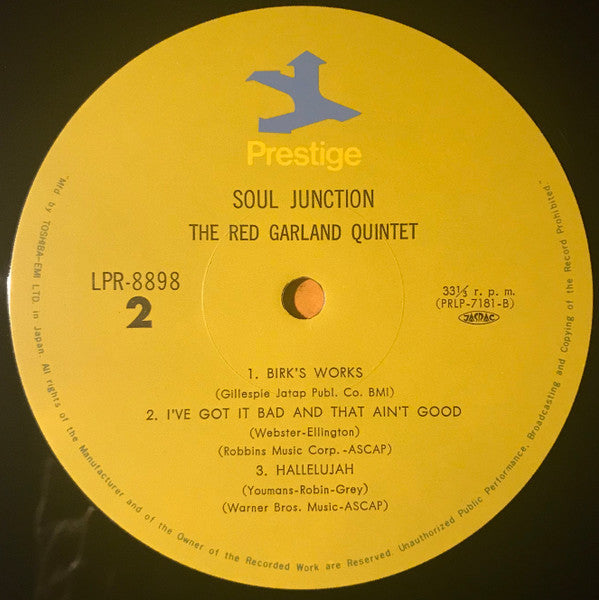 Prestige
SOUL JUNCTION
THE RED GARLAND QUINTET
LPR-8898
2
33⅓ r. p. m.
(PRLP-7181-B)
JASRAC
1. BIRK'S WORKS
(Gillespie Jatap Publ. Co. BMI)
2. I'VE GOT IT BAD AND THAT AIN'T GOOD
(Webster-Ellington)
(Robbins Music Corp.-ASCAP)
3. HALLELUJAH
(Youmans-Robin-Grey)
(Warner Bros. Music-ASCAP)
"Mfd by TOSHIBA-EMI LTD. in Japan. All rights of the Manufacturer and of the Owner of the Recorded Work are Reserved. Unauthorized Public Performance, Broadcasting and Copying of the Record Prohibited."